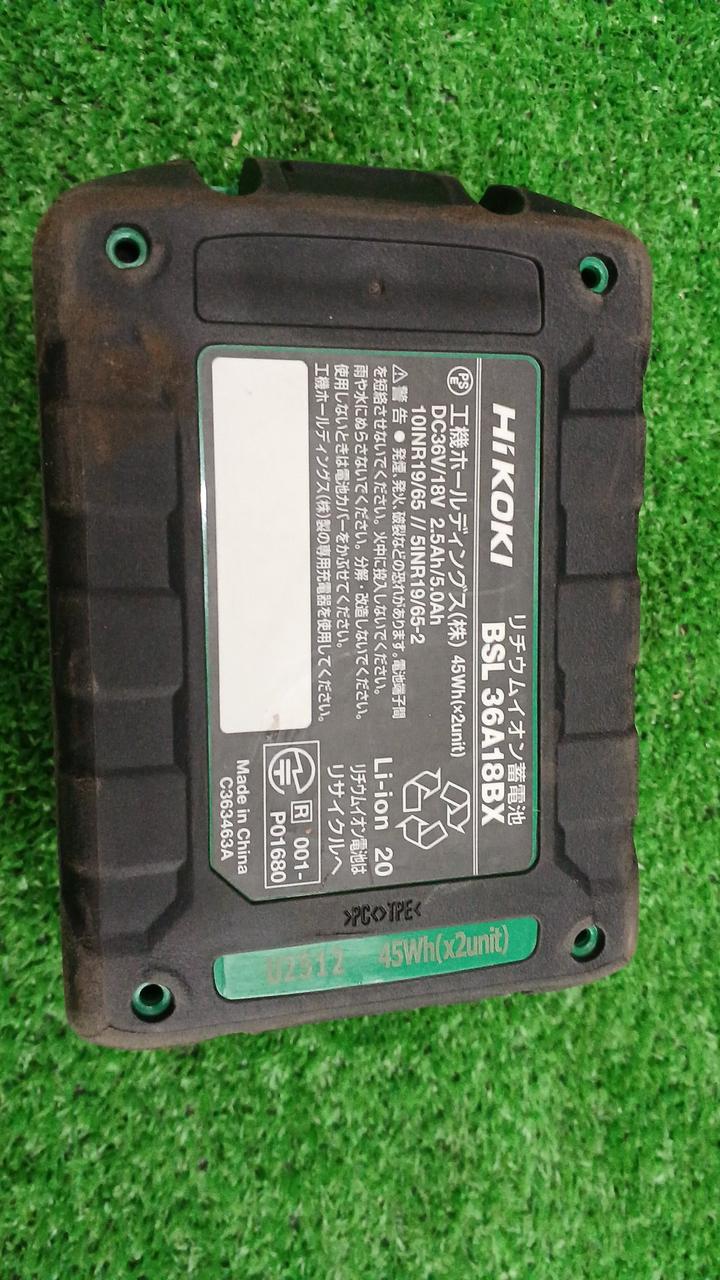 HiKOKI
リチウムイオン蓄電池
BSL 36A18BX
PS E
工機ホールディングス(株) 45Wh(x2unit)
DC36V/18V 2.5Ah/5.0Ah
10INR19/65 // 5INR19/65-2
⚠警告 ● 発煙、発火、破裂などの恐れがあります。電池端子間
を短絡させないでください。火中に投入しないでください。
雨や水にぬらさないでください。分解・改造しないでください。
使用しないときは電池カバーをかぶせてください。
工機ホールディングス(株)製の専用充電器を使用してください。
Li-ion 20
リチウムイオン電池は
リサイクルへ
R 001-
P01680
Made in China
C363463A
>PC<>TPE<
U2512 45Wh(x2unit)